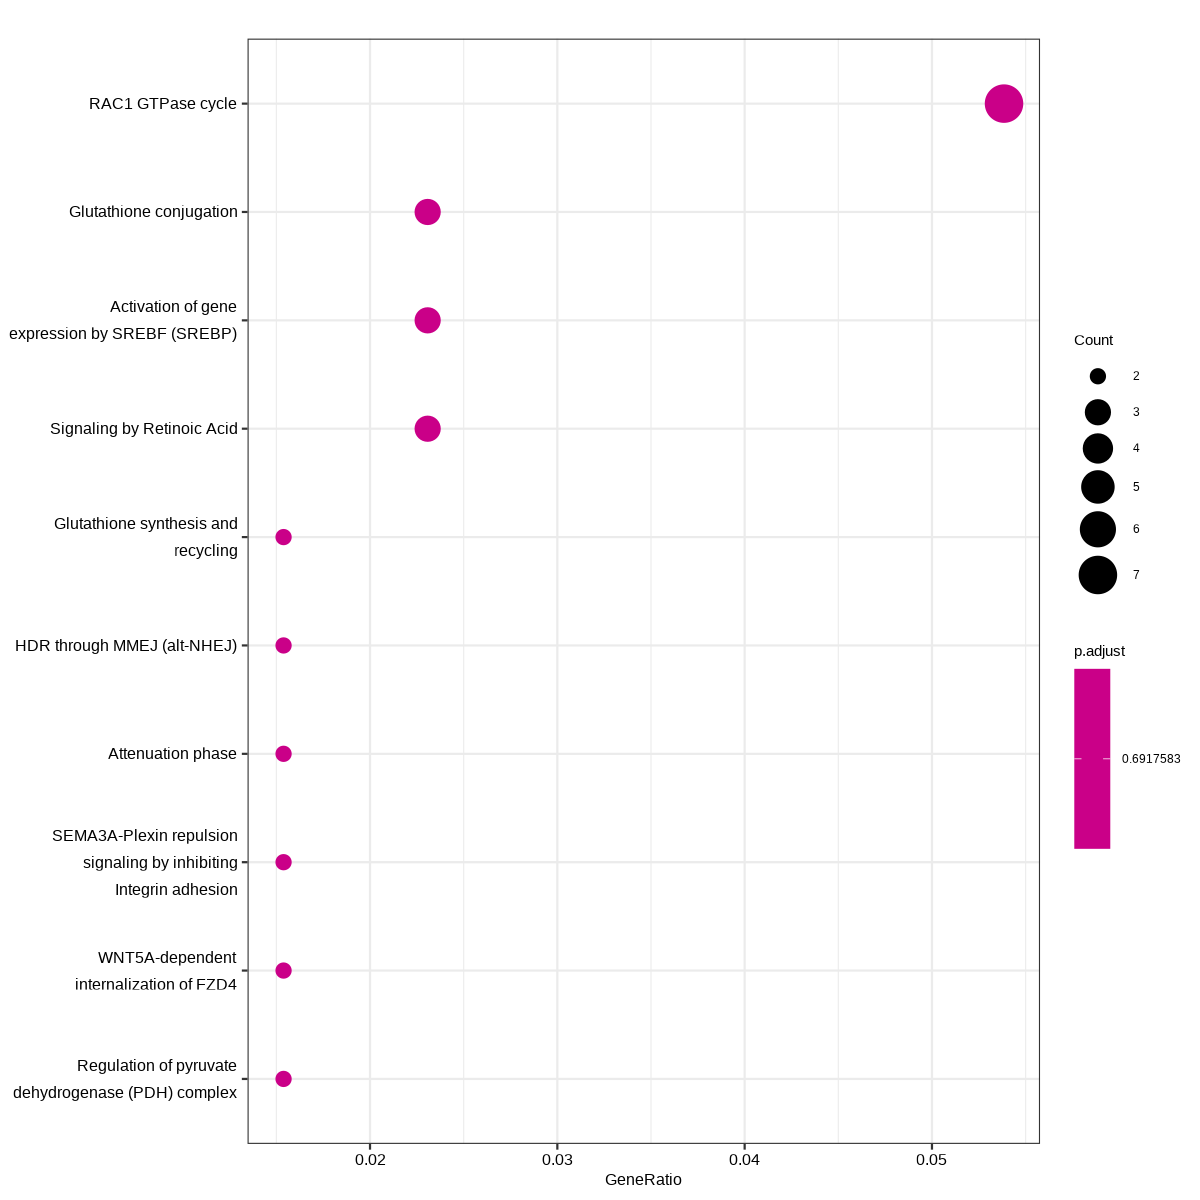 RAC1 GTPase cycle
Glutathione conjugation
Activation of gene
expression by SREBF (SREBP)
Signaling by Retinoic Acid
Glutathione synthesis and
recycling
HDR through MMEJ (alt-NHEJ)
Attenuation phase
SEMA3A-Plexin repulsion
signaling by inhibiting
Integrin adhesion
WNT5A-dependent
internalization of FZD4
Regulation of pyruvate
dehydrogenase (PDH) complex
0.02
0.03
0.04
0.05
GeneRatio
Count
2
3
4
5
6
7
p.adjust
0.6917583